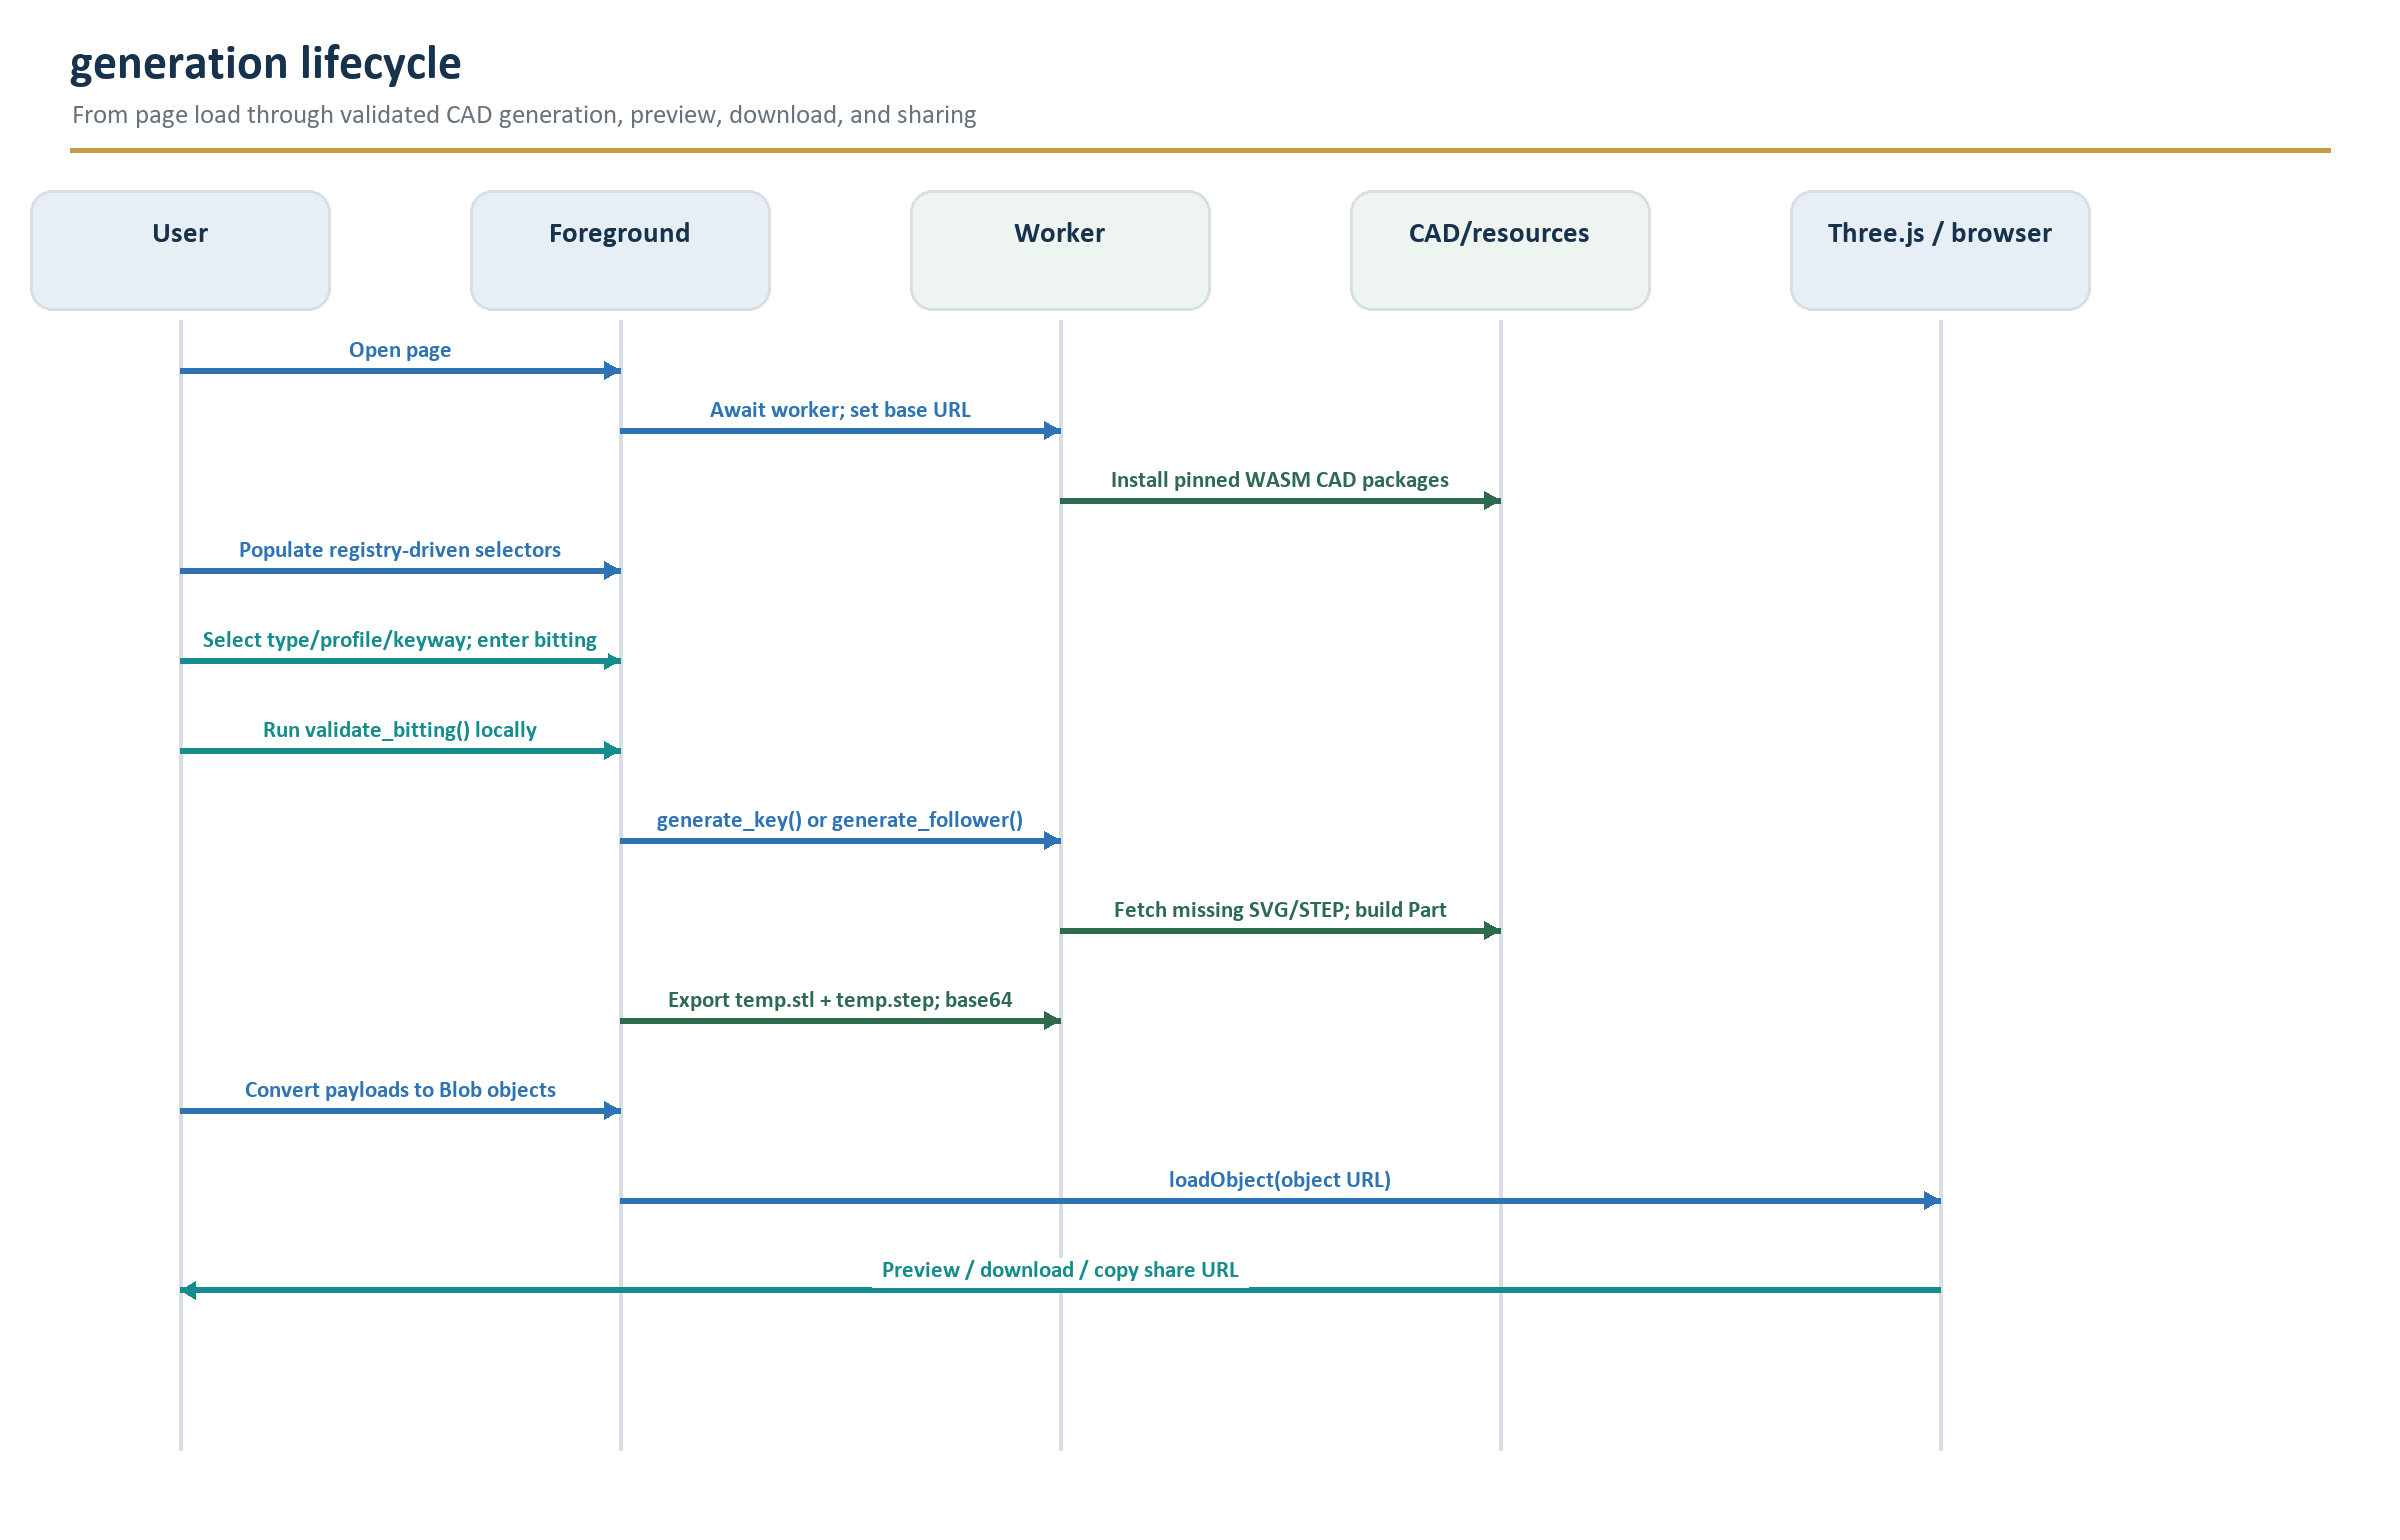 generation lifecycle
From page load through validated CAD generation, preview, download, and sharing
User
Foreground
Worker
CAD/resources
Three.js / browser
Open page
Await worker; set base URL
Install pinned WASM CAD packages
Populate registry-driven selectors
Select type/profile/keyway; enter bitting
Run validate_bitting() locally
generate_key() or generate_follower()
Fetch missing SVG/STEP; build Part
Export temp.stl + temp.step; base64
Convert payloads to Blob objects
loadObject(object URL)
Preview / download / copy share URL